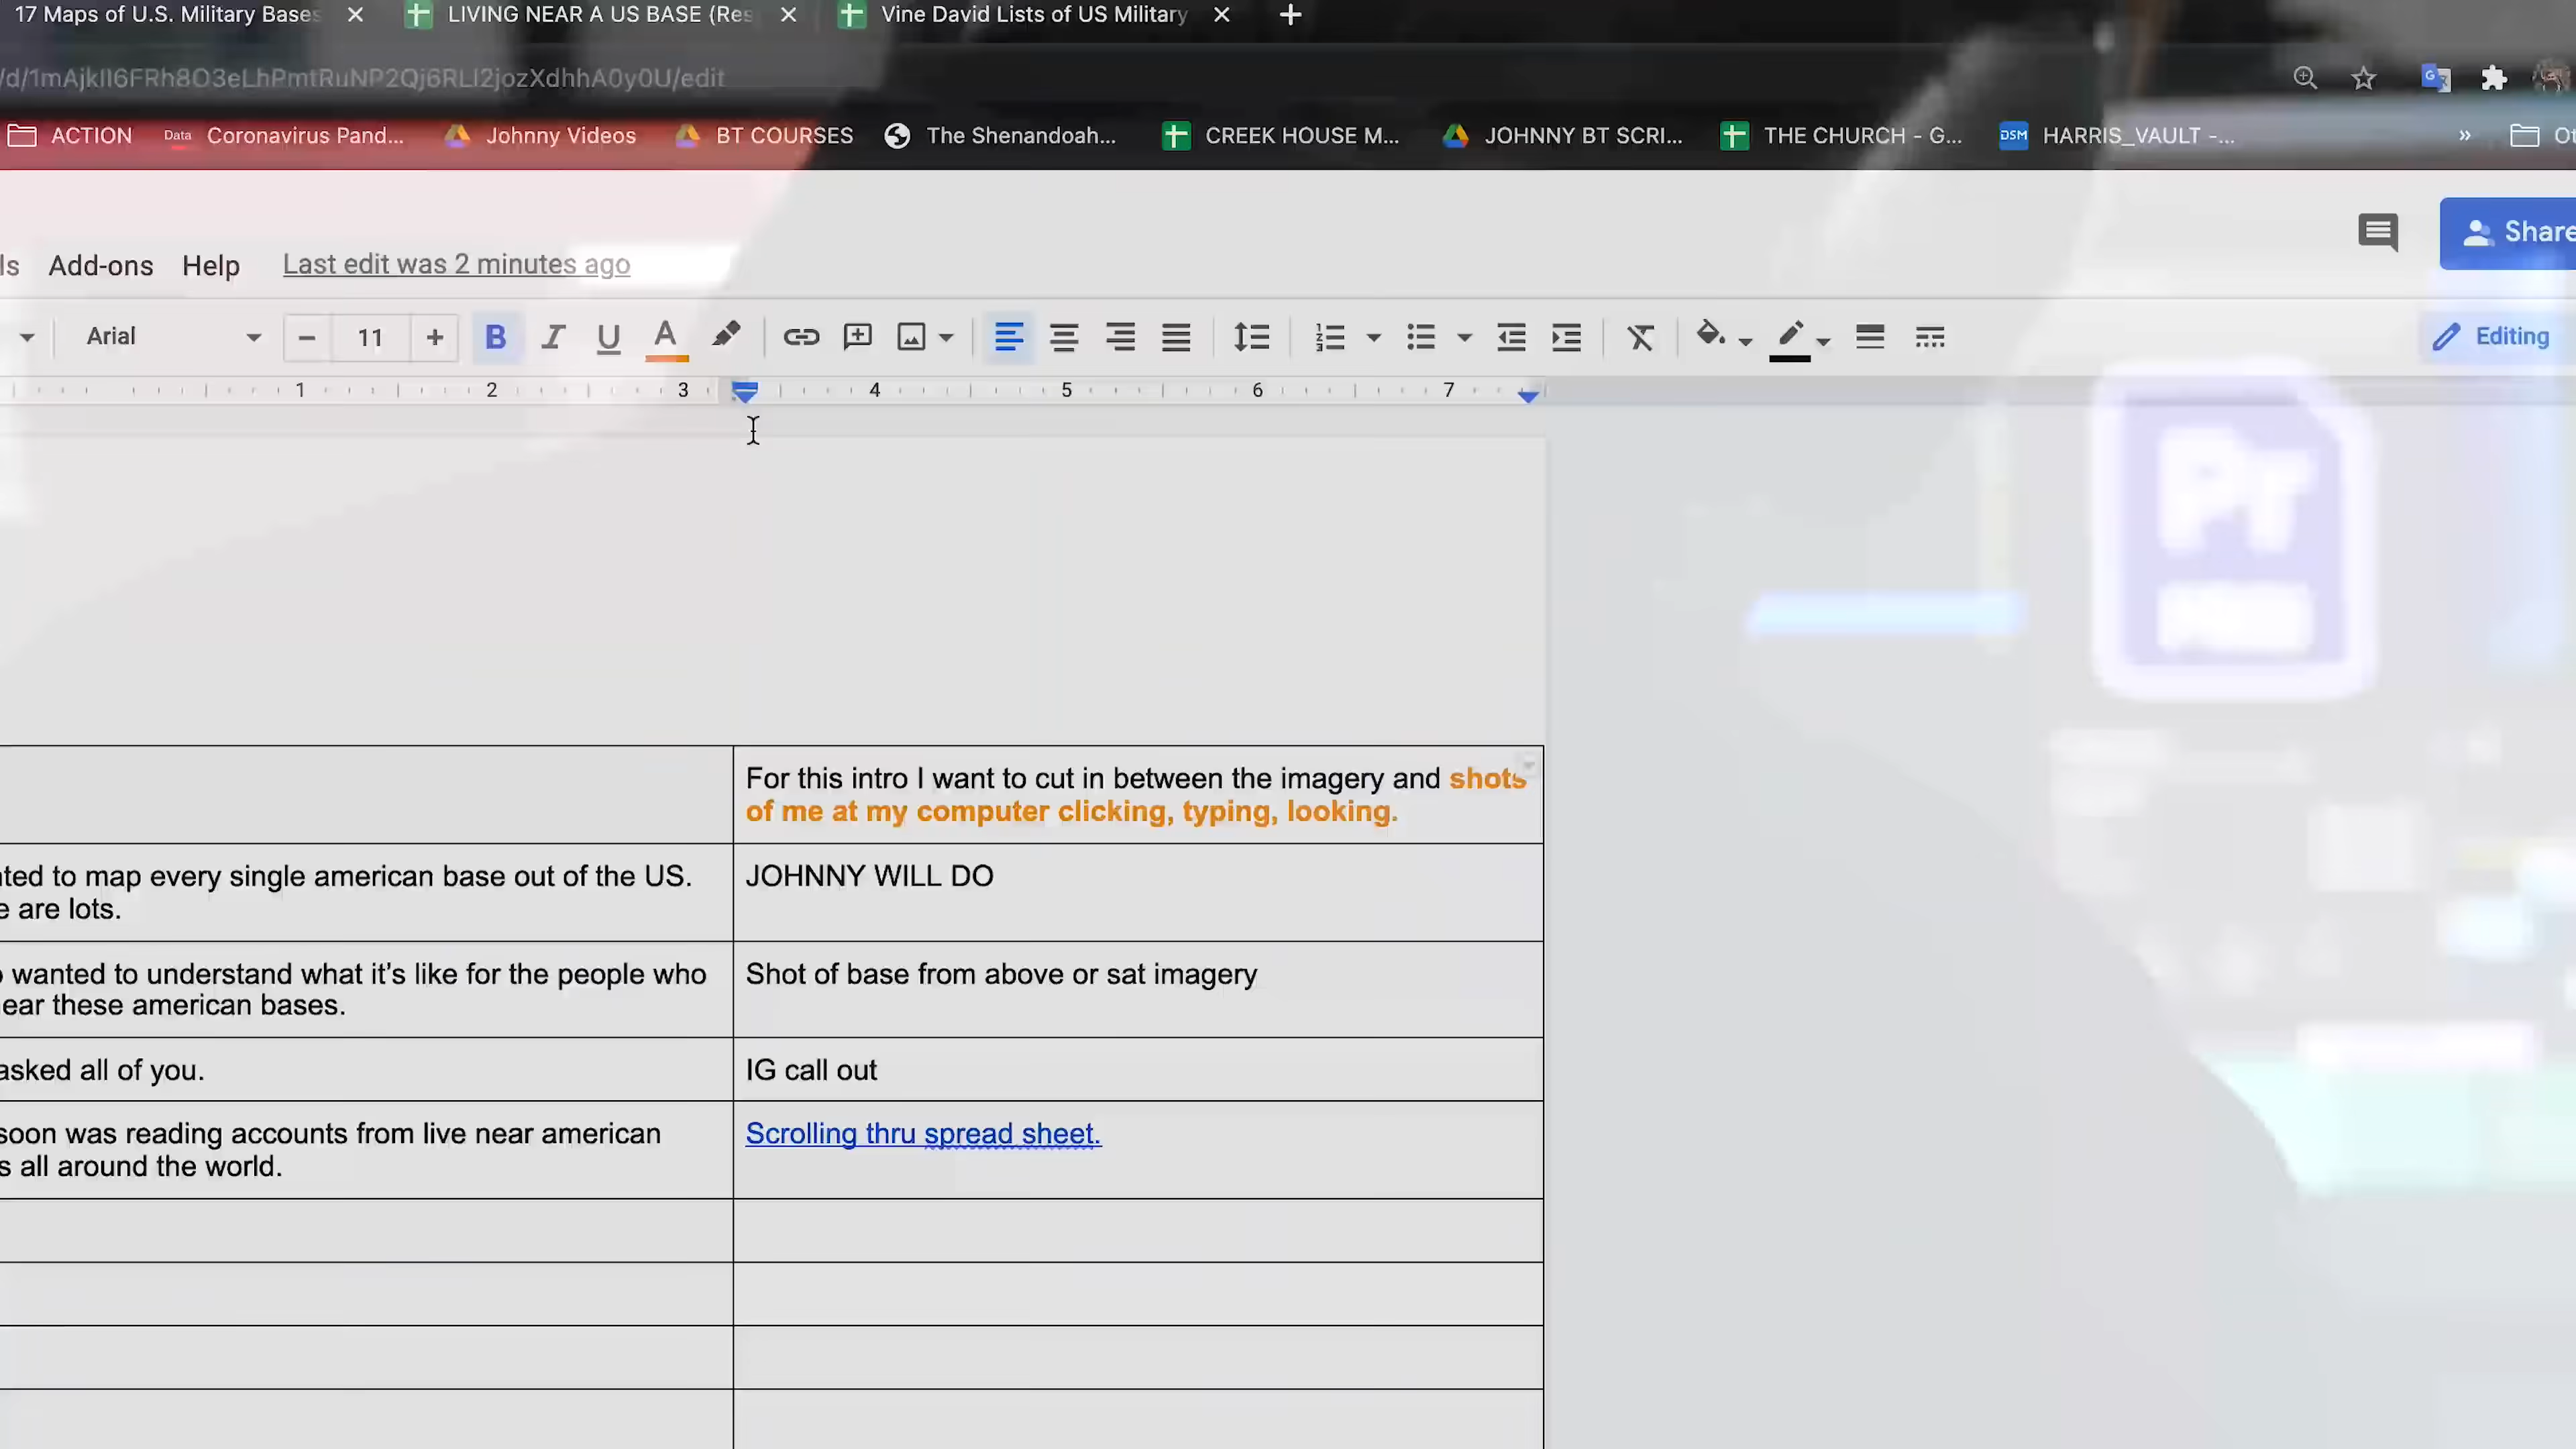 17 Maps of U.S. Military Bases
LIVING NEAR A US BASE (Res
Vine David Lists of US Military
/edit
ACTION
Data
Coronavirus Pand...
Johnny Videos
BT COURSES
The Shenandoah...
CREEK HOUSE M...
JOHNNY BT SCRI...
THE CHURCH - G...
DSM
HARRIS_VAULT -...
»
Ot
Share
ls Add-ons Help Last edit was 2 minutes ago
Arial
- 11 +
B I U A
Editing
1 2 3 4 5 6 7
Pr
For this intro I want to cut in between the imagery and shots
of me at my computer clicking, typing, looking.
ted to map every single american base out of the US.
e are lots.
JOHNNY WILL DO
o wanted to understand what it's like for the people who
ear these american bases.
Shot of base from above or sat imagery
asked all of you.
IG call out
soon was reading accounts from live near american
s all around the world.
Scrolling thru spread sheet.